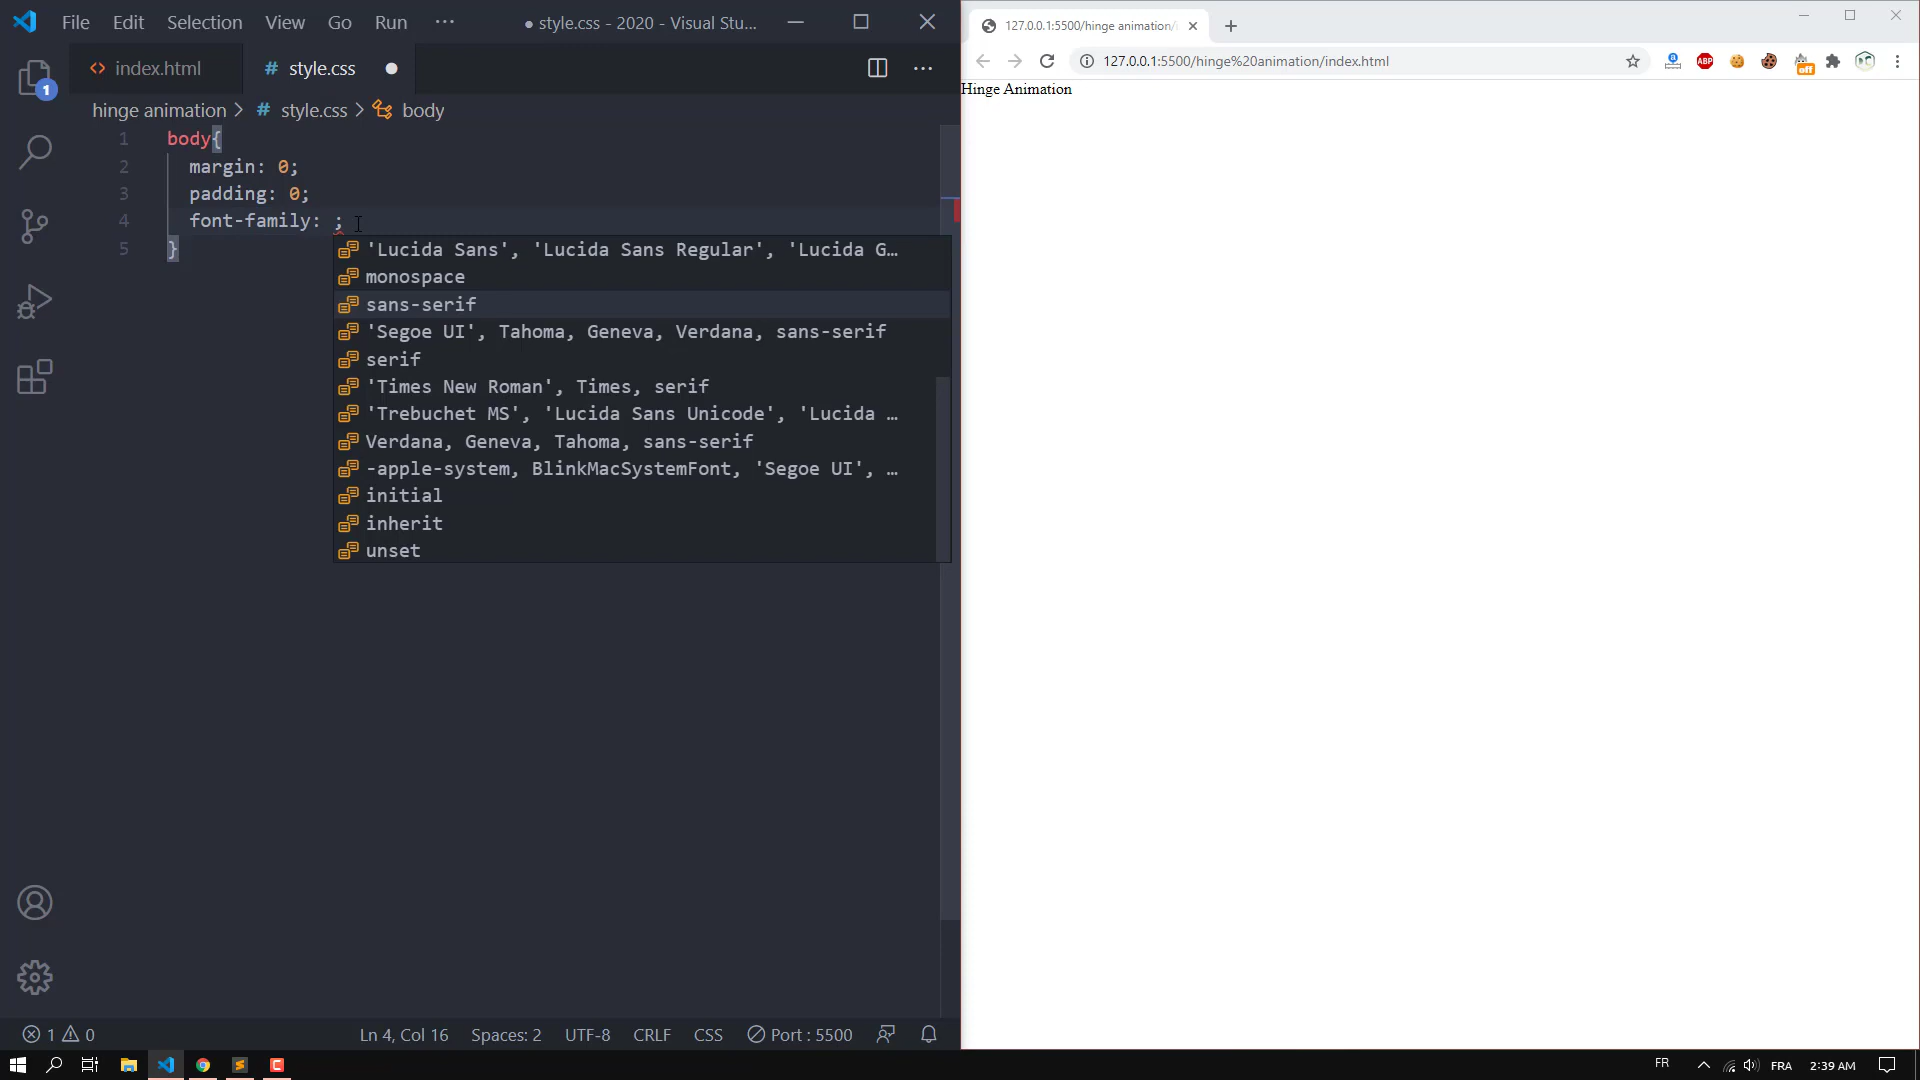 File Edit Selection View Go Run ··· ● style.css - 2020 - Visual Stu...
index.html # style.css ●
hinge animation > # style.css > body
1 body{
2 margin: 0;
3 padding: 0;
4 font-family: ;
5 }
'Lucida Sans', 'Lucida Sans Regular', 'Lucida G…
monospace
sans-serif
'Segoe UI', Tahoma, Geneva, Verdana, sans-serif
serif
'Times New Roman', Times, serif
'Trebuchet MS', 'Lucida Sans Unicode', 'Lucida …
Verdana, Geneva, Tahoma, sans-serif
-apple-system, BlinkMacSystemFont, 'Segoe UI', …
initial
inherit
unset
1
1 0 Ln 4, Col 16 Spaces: 2 UTF-8 CRLF CSS Port : 5500
127.0.0.1:5500/hinge animation/
127.0.0.1:5500/hinge%20animation/index.html
ABP
off
Hinge Animation
FR FRA 2:39 AM